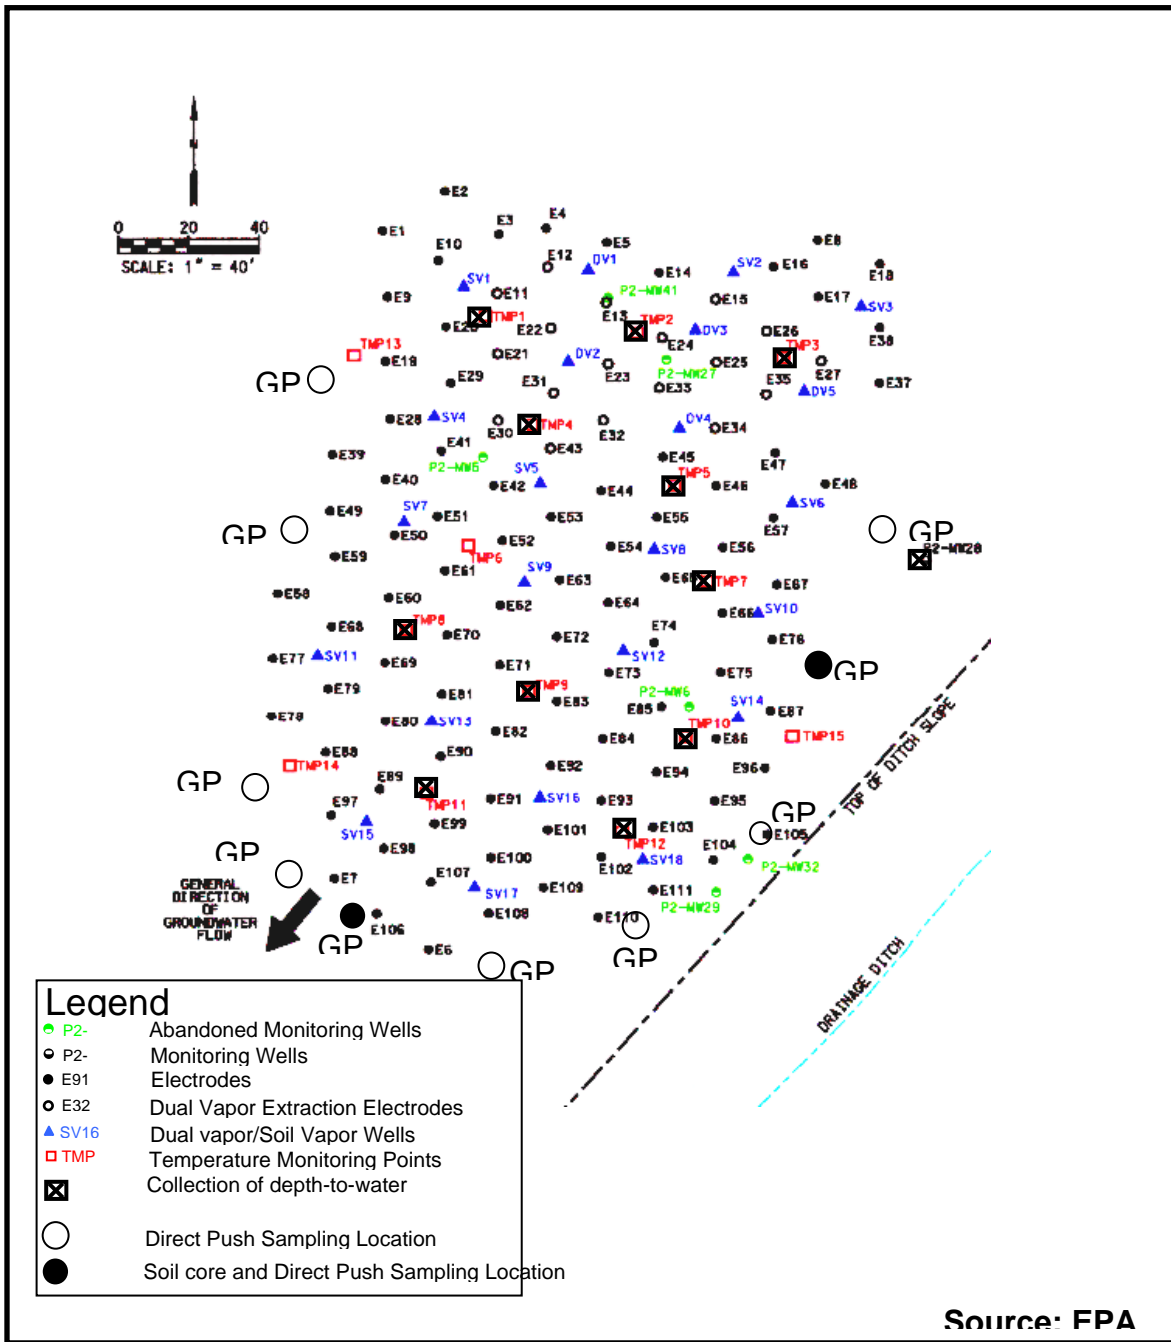 0 20 40
SCALE: 1" = 40'
E2
E1
E3
E4
E10
E5
E8
E12
DV1
SV2
E16
E18
E14
SV1
E11
P2-MW41
E15
E17
SV3
E9
TMP1
E13
TMP2
DV3
E20
E22
E24
E26
E38
TMP13
TMP3
GP
E19
E21
DV2
E23
P2-MW27
E25
E27
E29
E31
E33
E35
DV5
E37
E28
SV4
E30
TMP4
E32
DV4
E34
E39
E41
E43
P2-MW5
E45
E47
E40
SV5
E42
E44
TMP5
E46
E48
E49
SV7
E51
E53
E55
SV6
E57
GP
GP
E50
E52
E54
SV8
E56
P2-MW28
E59
TMP6
E61
SV9
E63
E65
TMP7
E67
E58
E60
E62
E64
E66
SV10
E68
TMP8
E70
E72
E74
E76
E77
SV11
E69
E71
SV12
E73
E75
GP
E79
E81
TMP9
E83
P2-MW6
E85
SV14
E87
E78
E80
SV13
E82
E84
TMP10
E86
TMP15
TOP OF DITCH SLOPE
E88
E90
TMP14
E92
E94
E96
GP
E89
TMP11
E91
SV16
E93
E95
GP
E97
SV15
E99
E101
TMP12
E103
E105
GP
E98
E100
E102
SV18
E104
P2-MW32
E7
E107
SV17
E109
E111
P2-MW29
GENERAL
DIRECTION
OF
GROUNDWATER
FLOW
E106
E108
E110
GP
E6
GP
GP
DRAINAGE DITCH
Legend
P2- Abandoned Monitoring Wells
P2- Monitoring Wells
E91 Electrodes
E32 Dual Vapor Extraction Electrodes
SV16 Dual vapor/Soil Vapor Wells
TMP Temperature Monitoring Points
Collection of depth-to-water
Direct Push Sampling Location
Soil core and Direct Push Sampling Location
Source: EPA